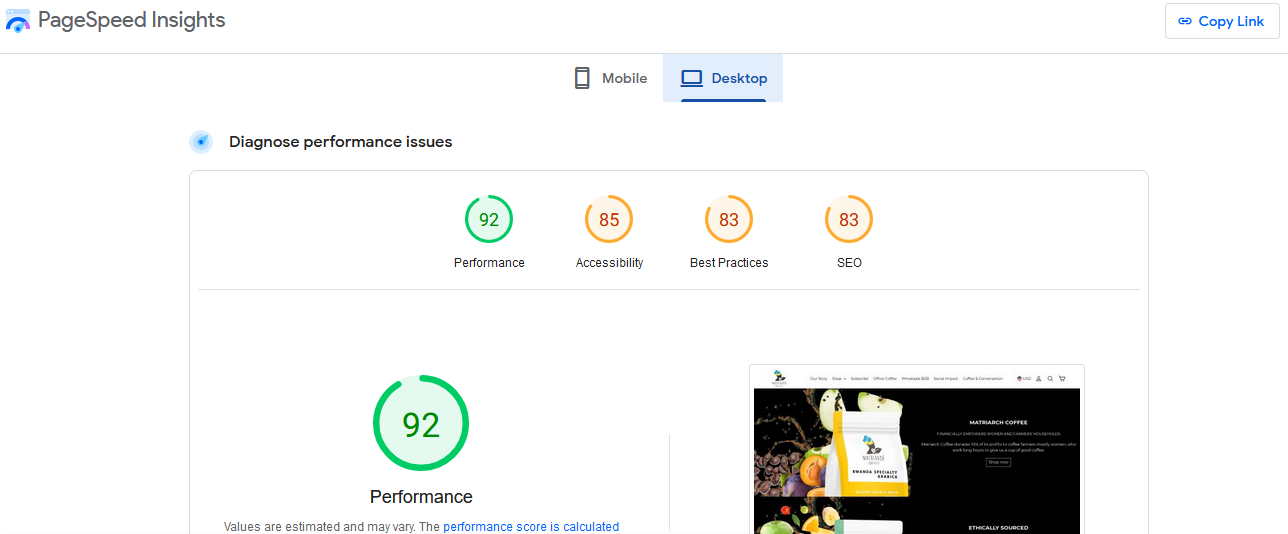 PageSpeed Insights
Copy Link
Mobile
Desktop
Diagnose performance issues
92
85
83
83
Performance
Accessibility
Best Practices
SEO
92
Performance
Values are estimated and may vary. The performance score is calculated
Our Story Shop Subscribe Office Coffee Wholesale B2B Social Impact Coffee & Conversation USD
MATRIARCH COFFEE
FINANCIALLY EMPOWERS WOMEN AND FARMERS' HOUSEHOLDS
Matriarch Coffee donates 10% of its profits to coffee farmers mostly women, who
work long hours to give us a cup of good coffee.
Shop now
MATRIARCH
COFFEE
RWANDA SPECIALTY
ARABICA
ETHICALLY SOURCED